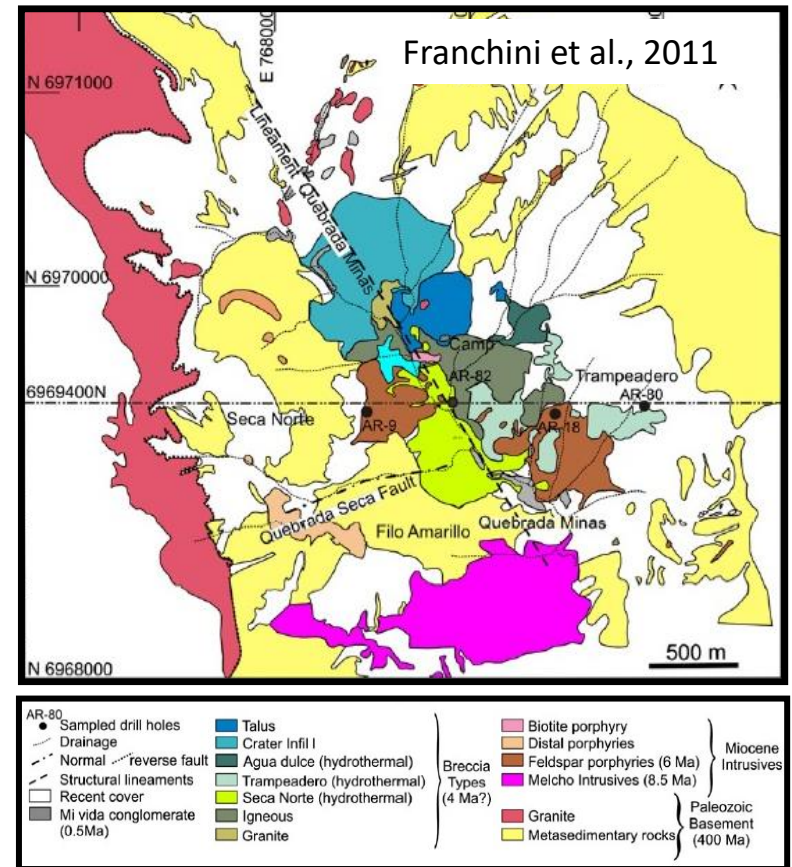 Franchini et al., 2011
E 768000
N 6971000
Lineament Quebrada Minas
N 6970000
Camp
AR-82
Trampeadero
6969400N
AR-80
Seca Norte
AR-9
AR-18
Quebrada Seca Fault
Filo Amarillo
Quebrada Minas
500 m
N 6968000
AR-80
Sampled drill holes
Drainage
Normal
reverse fault
Structural lineaments
Recent cover
Mi vida conglomerate
(0.5Ma)
Talus
Crater Infil I
Agua dulce (hydrothermal)
Trampeadero (hydrothermal)
Seca Norte (hydrothermal)
Igneous
Granite
Breccia
Types
(4 Ma?)
Biotite porphyry
Distal porphyries
Feldspar porphyries (6 Ma)
Melcho Intrusives (8.5 Ma)
Miocene
Intrusives
Granite
Metasedimentary rocks
Paleozoic
Basement
(400 Ma)